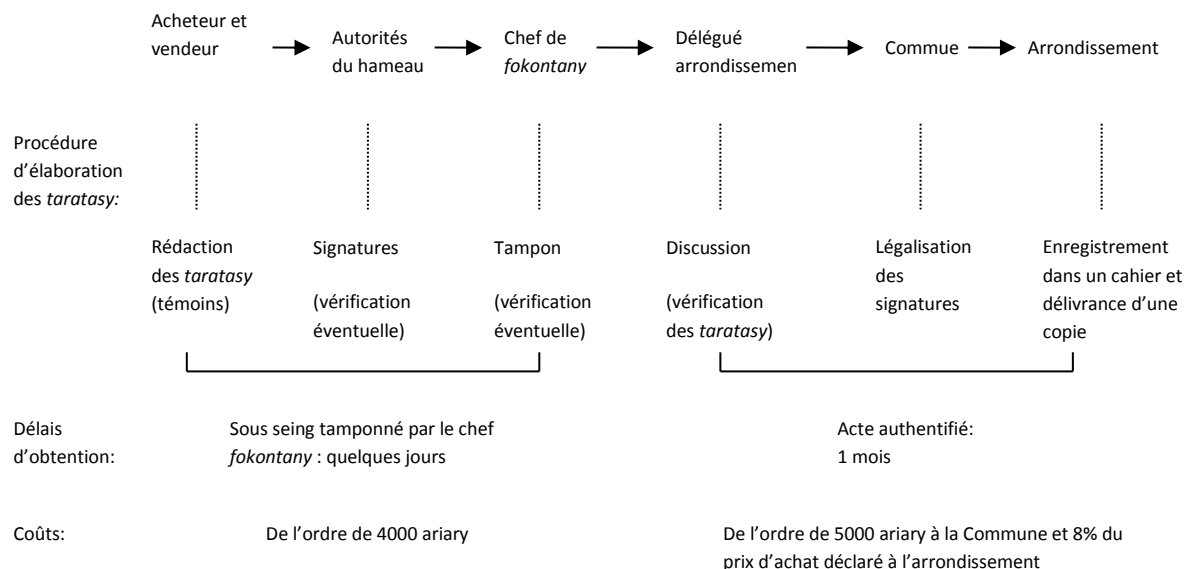 Acheteur et
vendeur
Autorités
du hameau
Chef de
fokontany
Délégué
arrondissemen
Commue
Arrondissement
Procédure
d’élaboration
des taratasy:
Rédaction
des taratasy
(témoins)
Signatures
(vérification
éventuelle)
Tampon
(vérification
éventuelle)
Discussion
(vérification
des taratasy)
Légalisation
des
signatures
Enregistrement
dans un cahier et
délivrance d’une
copie
Délais
d’obtention:
Sous seing tamponné par le chef
fokontany : quelques jours
Acte authentifié:
1 mois
Coûts:
De l’ordre de 4000 ariary
De l’ordre de 5000 ariary à la Commune et 8% du
prix d’achat déclaré à l’arrondissement